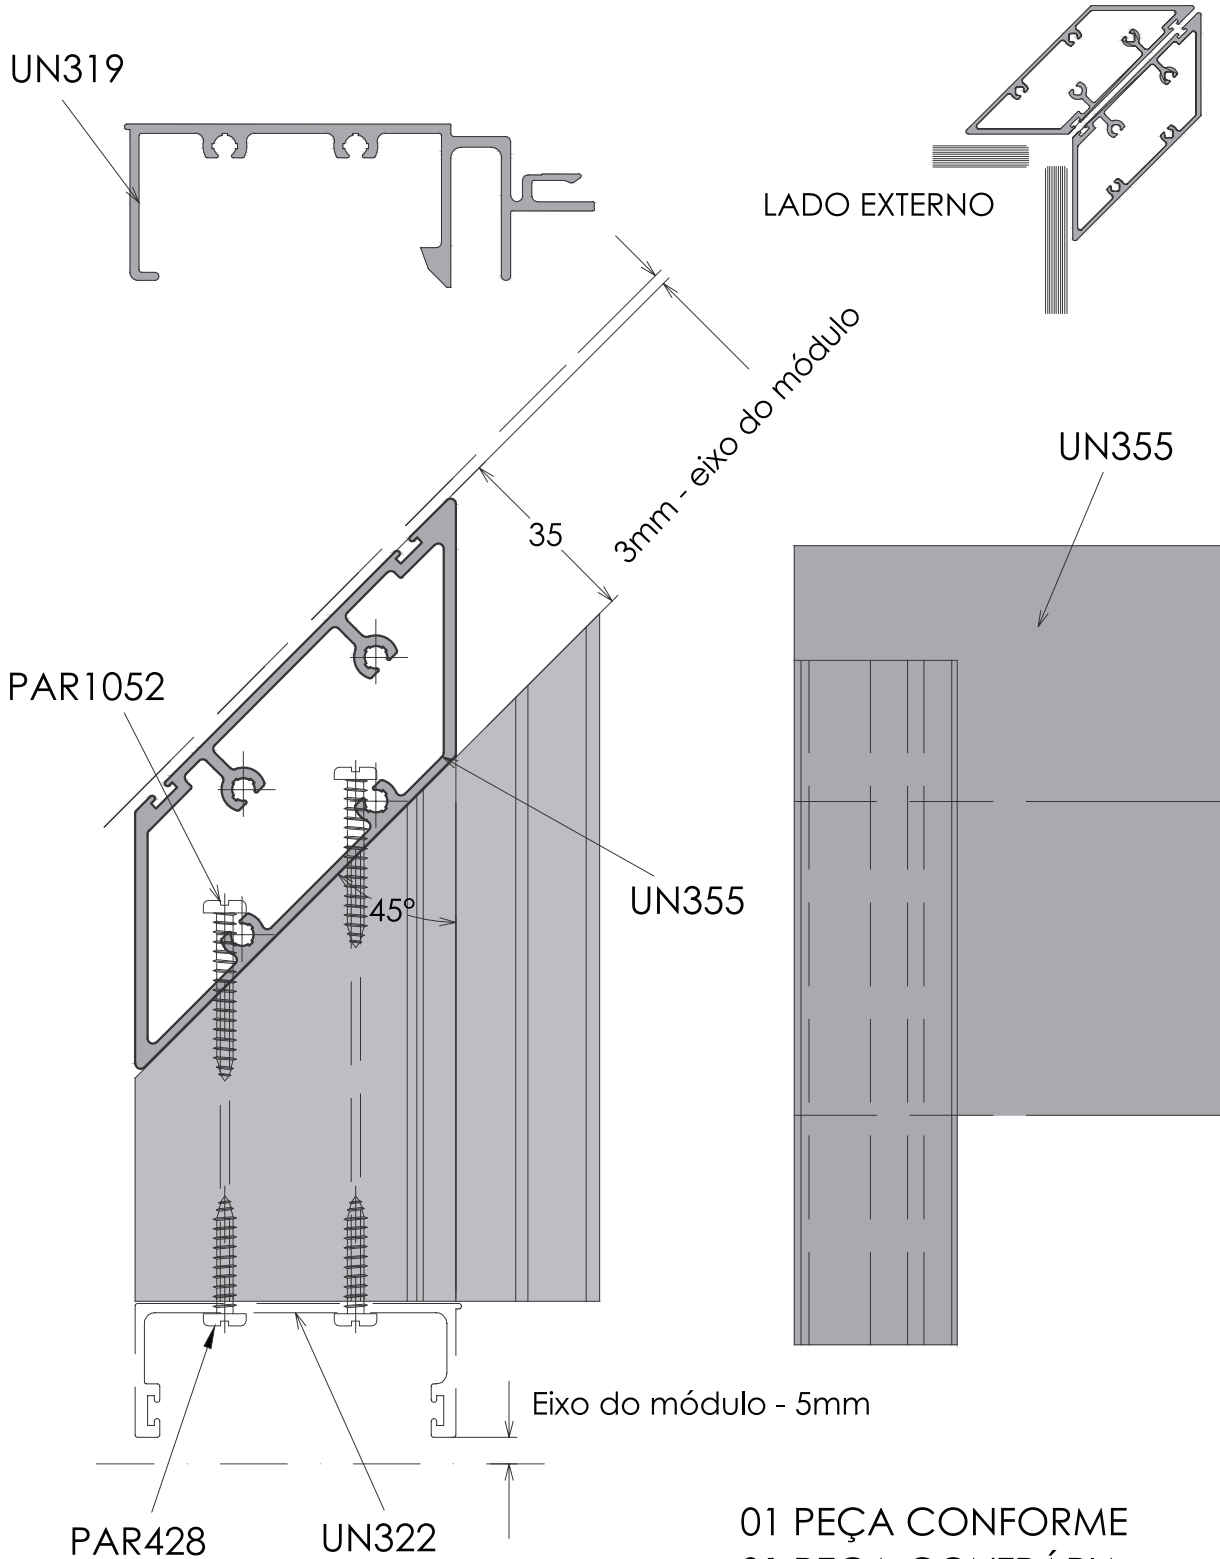 UN319
LADO EXTERNO
3mm - eixo do módulo
UN355
35
PAR1052
UN355
45°
Eixo do módulo - 5mm
PAR428
UN322
01 PEÇA CONFORME